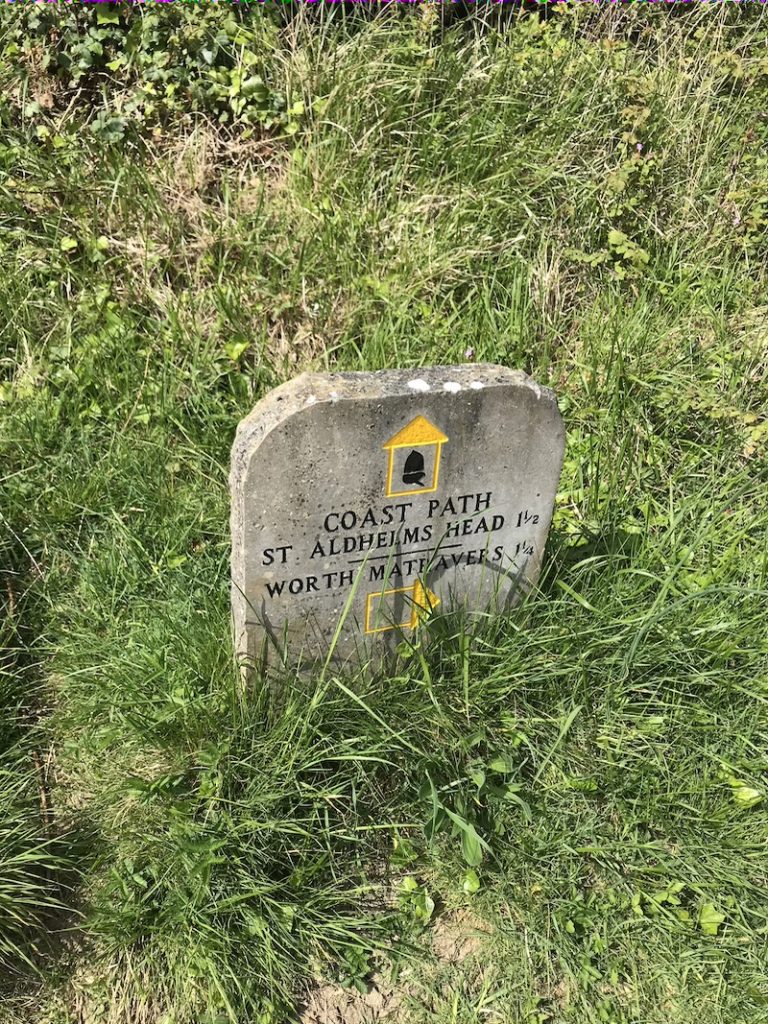 COAST PATH
ST ALDHELMS HEAD 1½
WORTH MATRAVERS 1¼